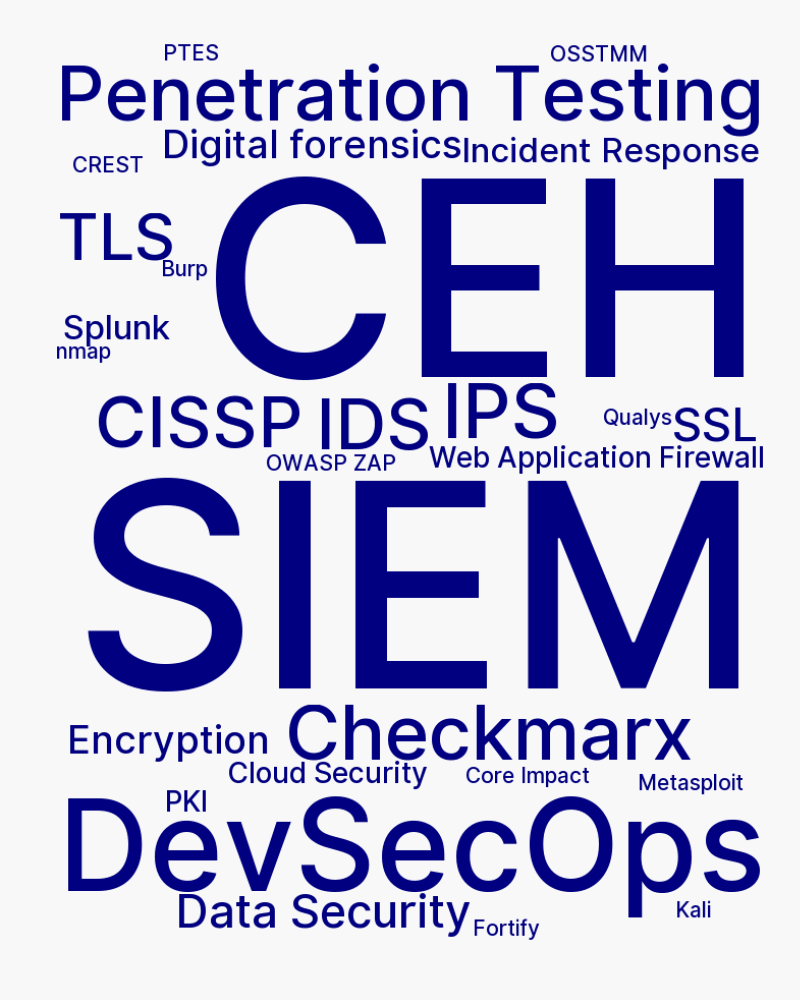 PTES
OSSTMM
Penetration Testing
Digital forensics
Incident Response
CREST
CEH
TLS
Burp
Splunk
nmap
CISSP
IDS
IPS
Qualys
SSL
OWASP ZAP
Web Application Firewall
SIEM
Encryption
Checkmarx
Cloud Security
Core Impact
Metasploit
PKI
DevSecOps
Data Security
Fortify
Kali